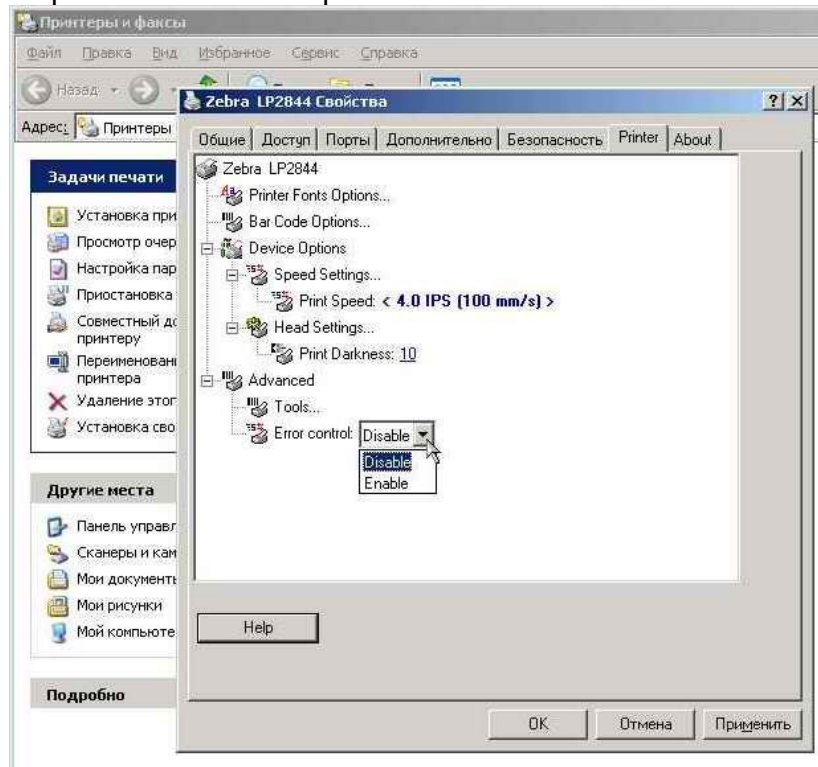 Принтеры и факсы
Файл Правка Вид Избранное Сервис Справка
Назад
Zebra LP2844 Свойства
Адрес: Принтеры
Общие Доступ Порты Дополнительно Безопасность Printer About
Задачи печати
Установка при
Просмотр очер
Настройка пар
Приостановка
Совместный до
принтеру
Переименовани
принтера
Удаление этог
Установка сво
Другие места
Панель управл
Сканеры и кам
Мои документы
Мои рисунки
Мой компьюте
Подробно
Zebra LP2844
Printer Fonts Options...
Bar Code Options...
Device Options
Speed Settings...
Print Speed: < 4.0 IPS (100 mm/s) >
Head Settings...
Print Darkness: 10
Advanced
Tools...
Error control: Disable
Disable
Enable
Help
OK Отмена Применить